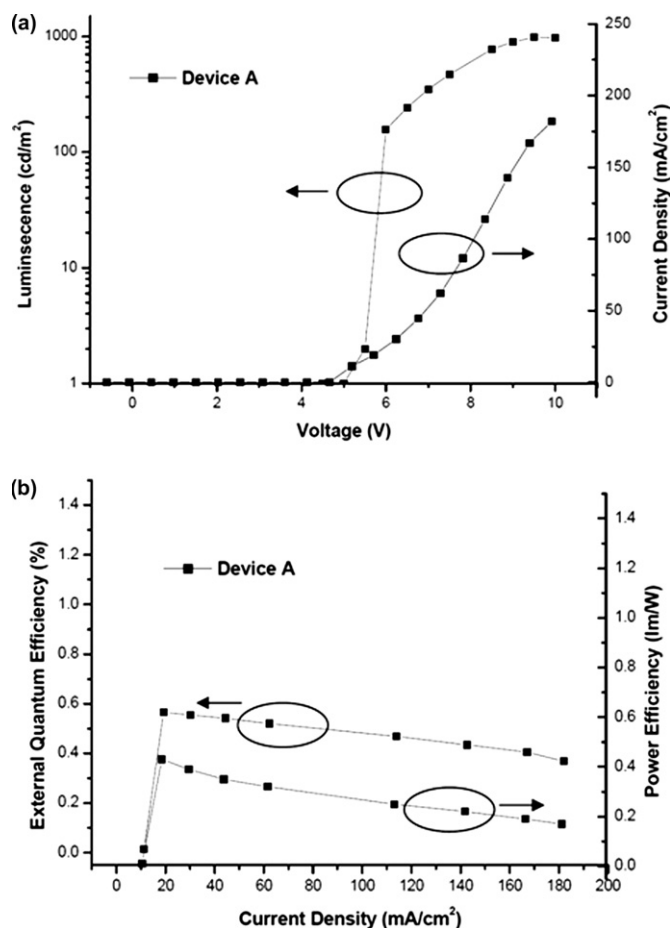 (a)
Luminsecence (cd/m²)
1000
100
10
1
Device A
250
200
150
100
50
0
Current Density (mA/cm²)
0 2 4 6 8 10
Voltage (V)
(b)
External Quantum Efficiency (%)
1.4
1.2
1.0
0.8
0.6
0.4
0.2
0.0
Device A
1.4
1.2
1.0
0.8
0.6
0.4
0.2
0.0
Power Efficiency (lm/W)
0 20 40 60 80 100 120 140 160 180 200
Current Density (mA/cm²)